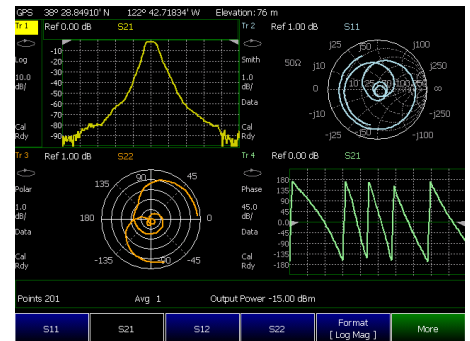 GPS 38° 28.84910' N 122° 42.71834' W Elevation: 76 m
Tr 1 Ref 0.00 dB S21
Log
10.0
dB/
Cal
Rdy
-10
-20
-30
-40
-50
-60
-70
-80
-90
Tr 2 Ref 1.00 dB S11
Smith
1.0
dB/
Data
Cal
Rdy
50Ω
j25
j50
j100
j10
j250
0
∞
-j10
-j250
-j25
-j100
Tr 3 Ref 1.00 dB S22
Polar
1.0
dB/
Data
Cal
Rdy
90
135
45
180
0
-135
-90
-45
Tr 4 Ref 0.00 dB S21
Phase
45.0
dB/
Data
Cal
Rdy
180
135
90
45
0.0
-45
-90
-135
-180
Points 201 Avg 1 Output Power -15.00 dBm
S11 S21 S12 S22 Format More
[ Log Mag ]